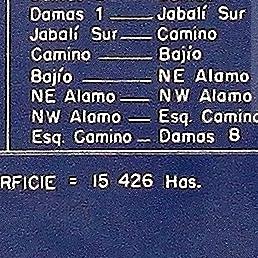 Damas 1 —— Jabalí Sur
Jabalí Sur — Camino
Camino —— Bajío
Bajío —— NE Alamo
NE Alamo — NW Alamo
NW Alamo — Esq. Camino
Esq. Camino — Damas 8
RFICIE = 15 426 Has.